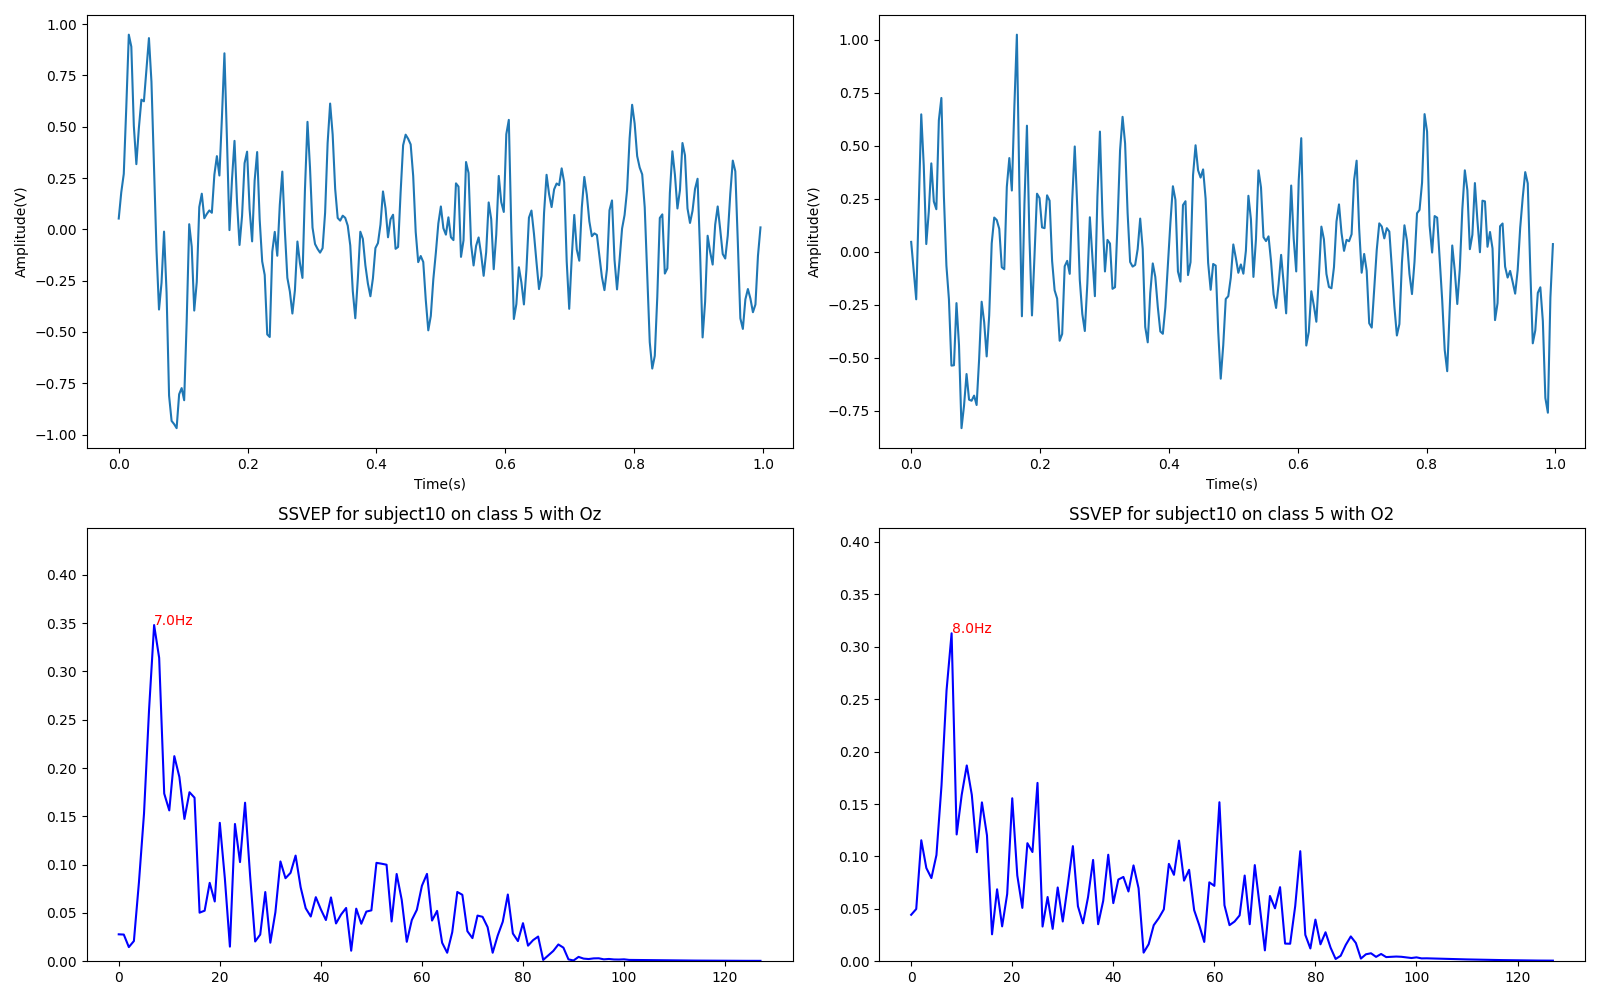 1.00
0.75
0.50
0.25
0.00
−0.25
−0.50
−0.75
−1.00
Amplitude(V)
0.0 0.2 0.4 0.6 0.8 1.0
Time(s)
1.00
0.75
0.50
0.25
0.00
−0.25
−0.50
−0.75
Amplitude(V)
0.0 0.2 0.4 0.6 0.8 1.0
Time(s)
SSVEP for subject10 on class 5 with Oz
0.40
0.35
0.30
0.25
0.20
0.15
0.10
0.05
0.00
7.0Hz
0 20 40 60 80 100 120
SSVEP for subject10 on class 5 with O2
0.40
0.35
0.30
0.25
0.20
0.15
0.10
0.05
0.00
8.0Hz
0 20 40 60 80 100 120